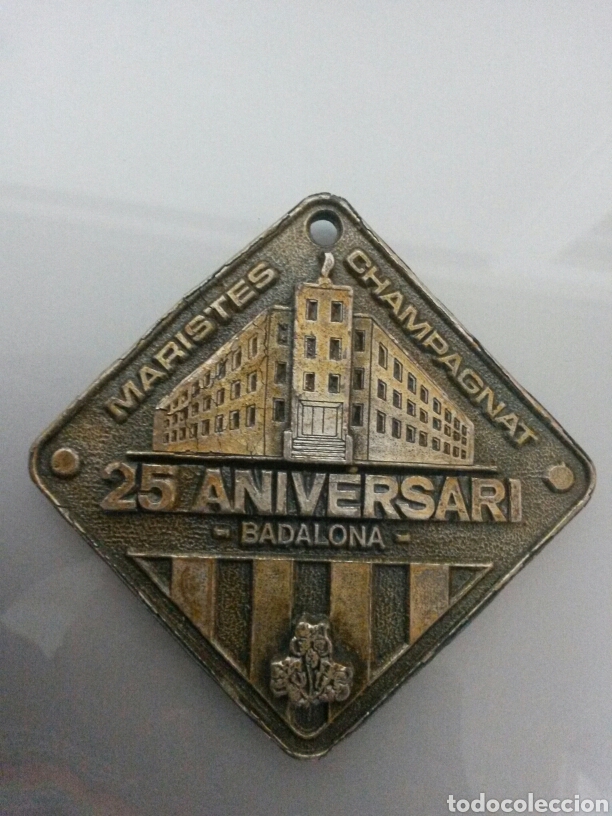 MARISTES CHAMPAGNAT
25 ANIVERSARI
- BADALONA -
todocoleccion